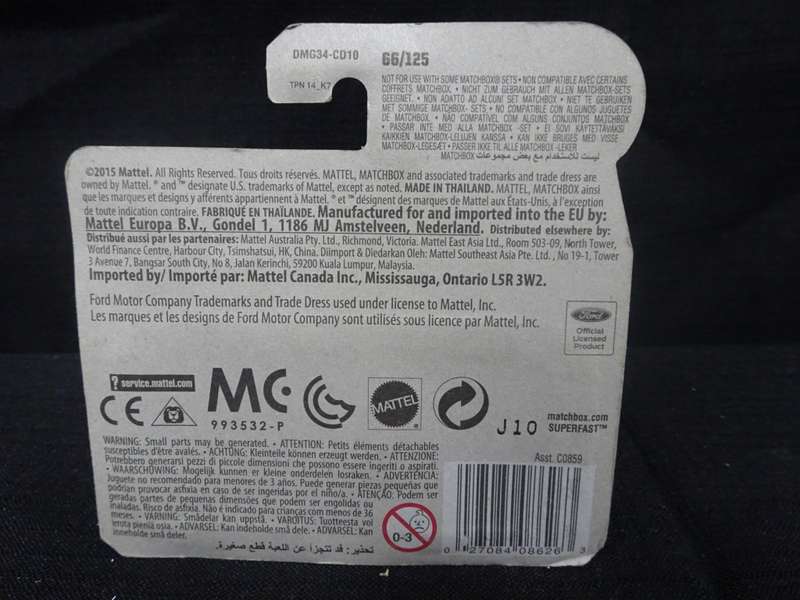 DMG34-CD10
66/125
TPN 14_K7
NOT FOR USE WITH SOME MATCHBOX® SETS • NON COMPATIBLE AVEC CERTAINS
COFFRETS MATCHBOX. • NICHT ZUM GEBRAUCH MIT ALLEN MATCHBOX-SETS
GEEIGNET. • NON ADATTO AD ALCUNI SET MATCHBOX • NIET TE GEBRUIKEN
MET SOMMIGE MATCHBOX- SETS • NO COMPATIBLE CON ALGUNOS JUGUETES
DE MATCHBOX. • NÃO COMPATÍVEL COM ALGUNS CONJUNTOS MATCHBOX
• PASSAR INTE MED ALLA MATCHBOX -SET • EI SOVI KÄYTETTÄVÄKSI
KAIKKIEN MATCHBOX-LELUJEN KANSSA • KAN IKKE BRUGES MED VISSE
MATCHBOX-LEGESÆT • PASSER IKKE TIL ALLE MATCHBOX -LEKER
ليست للاستخدام مع بعض مجموعات MATCHBOX
©2015 Mattel. All Rights Reserved. Tous droits réservés. MATTEL, MATCHBOX and associated trademarks and trade dress are
owned by Mattel. ® and ™ designate U.S. trademarks of Mattel, except as noted. MADE IN THAILAND. MATTEL, MATCHBOX ainsi
que les marques et designs y afférents appartiennent à Mattel. ® et ™ désignent des marques de Mattel aux États-Unis, à l'exception
de toute indication contraire. FABRIQUÉ EN THAÏLANDE. Manufactured for and imported into the EU by:
Mattel Europa B.V., Gondel 1, 1186 MJ Amstelveen, Nederland. Distributed elsewhere by:
Distribué aussi par les partenaires: Mattel Australia Pty. Ltd., Richmond, Victoria. Mattel East Asia Ltd., Room 503-09, North Tower,
World Finance Centre, Harbour City, Tsimshatsui, HK, China. Diimport & Diedarkan Oleh: Mattel Southeast Asia Pte. Ltd. , No 19-1, Tower
3 Avenue 7, Bangsar South City, No 8, Jalan Kerinchi, 59200 Kuala Lumpur, Malaysia.
Imported by/ Importé par: Mattel Canada Inc., Mississauga, Ontario L5R 3W2.
Ford Motor Company Trademarks and Trade Dress used under license to Mattel, Inc.
Les marques et les designs de Ford Motor Company sont utilisés sous licence par Mattel, Inc.
Ford
Official
Licensed
Product
? service.mattel.com
CE
MC
993532-P
MATTEL
J10
matchbox.com
SUPERFAST™
WARNING: Small parts may be generated. • ATTENTION: Petits éléments détachables
susceptibles d'être avalés. • ACHTUNG: Kleinteile können erzeugt werden. • ATTENZIONE:
Potrebbero generarsi pezzi di piccole dimensioni che possono essere ingeriti o aspirati.
• WAARSCHUWING: Mogelijk kunnen er kleine onderdelen losraken. • ADVERTENCIA:
Juguete no recomendado para menores de 3 años. Puede generar piezas pequeñas que
podrían provocar asfixia en caso de ser ingeridas por el niño/a. • ATENÇÃO: Podem ser
geradas partes de pequenas dimensões que podem ser engolidas ou
inaladas. Risco de asfixia. Não é indicado para crianças com menos de 36
meses. • VARNING: Smådelar kan uppstå. • VAROITUS: Tuotteesta voi
irrota pieniä osia. • ADVARSEL: Kan indeholde små dele. • ADVARSEL: Kan
inneholde små deler.
تحذير: قد تتجزأ عن اللعبة قطع صغيرة.
0-3
Asst. C0859
0 27084 08626 3